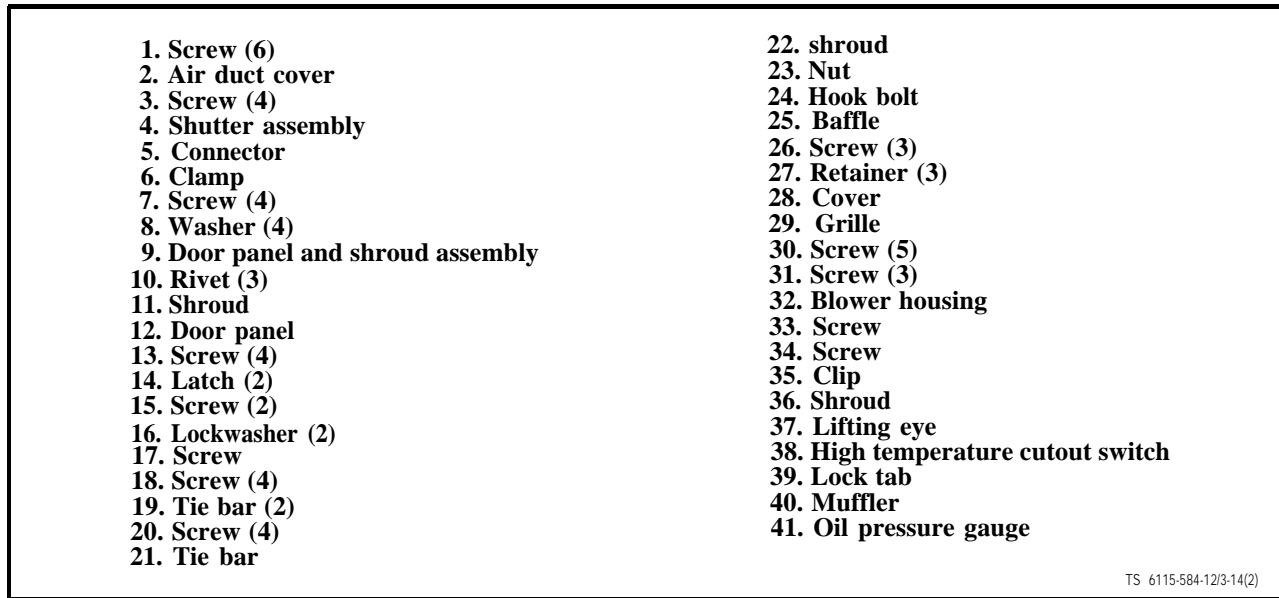 1. Screw (6)
2. Air duct cover
3. Screw (4)
4. Shutter assembly
5. Connector
6. Clamp
7. Screw (4)
8. Washer (4)
9. Door panel and shroud assembly
10. Rivet (3)
11. Shroud
12. Door panel
13. Screw (4)
14. Latch (2)
15. Screw (2)
16. Lockwasher (2)
17. Screw
18. Screw (4)
19. Tie bar (2)
20. Screw (4)
21. Tie bar
22. shroud
23. Nut
24. Hook bolt
25. Baffle
26. Screw (3)
27. Retainer (3)
28. Cover
29. Grille
30. Screw (5)
31. Screw (3)
32. Blower housing
33. Screw
34. Screw
35. Clip
36. Shroud
37. Lifting eye
38. High temperature cutout switch
39. Lock tab
40. Muffler
41. Oil pressure gauge
TS 6115-584-12/3-14(2)